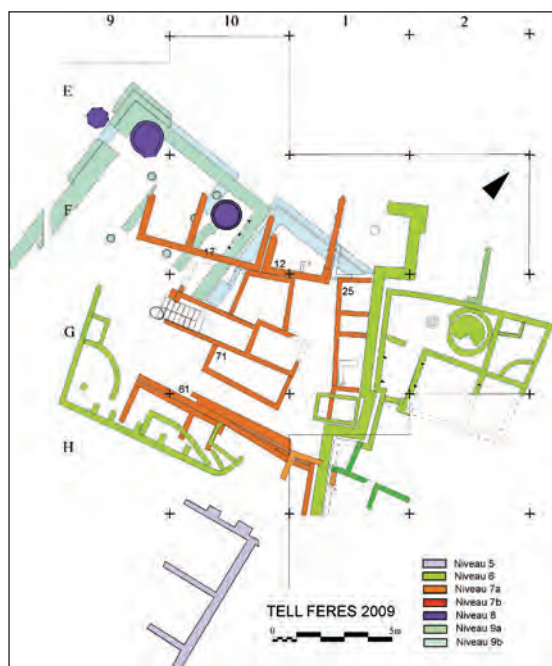 9 10 1' 2
E
F
17
12
25
G
71
61
H
Niveau 5
Niveau 6
Niveau 7a
Niveau 7b
Niveau 8
Niveau 9a
Niveau 9b
TELL FERES 2009
0 5m